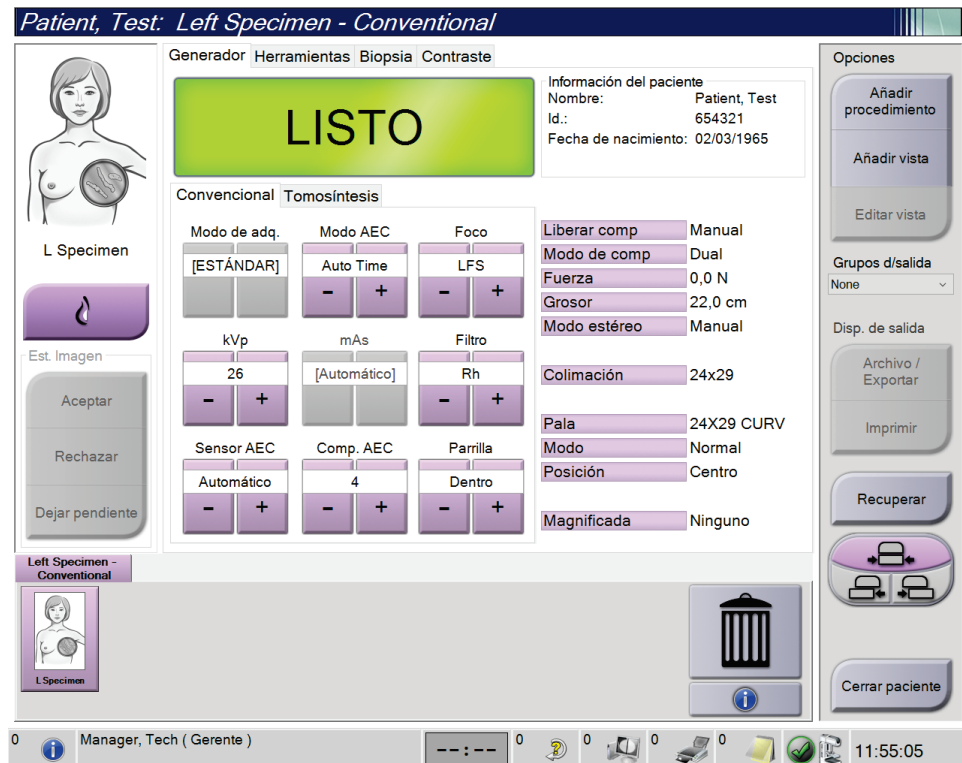 Patient, Test: Left Specimen - Conventional
Generador Herramientas Biopsia Contraste
LISTO
Información del paciente
Nombre: Patient, Test
Id.: 654321
Fecha de nacimiento: 02/03/1965
L Specimen
Est. Imagen
Aceptar
Rechazar
Dejar pendiente
Convencional Tomosíntesis
Modo de adq. Modo AEC Foco
[ESTÁNDAR] Auto Time LFS
- + - +
kVp mAs Filtro
26 [Automático] Rh
- + - +
Sensor AEC Comp. AEC Parrilla
Automático 4 Dentro
- + - + - +
Liberar comp Manual
Modo de comp Dual
Fuerza 0,0 N
Grosor 22,0 cm
Modo estéreo Manual
Colimación 24x29
Pala 24X29 CURV
Modo Normal
Posición Centro
Magnificada Ninguno
Opciones
Añadir
procedimiento
Añadir vista
Editar vista
Grupos d/salida
None
Disp. de salida
Archivo /
Exportar
Imprimir
Recuperar
Cerrar paciente
Left Specimen -
Conventional
L Specimen
0 Manager, Tech ( Gerente ) --:-- 0 0 0 0 11:55:05